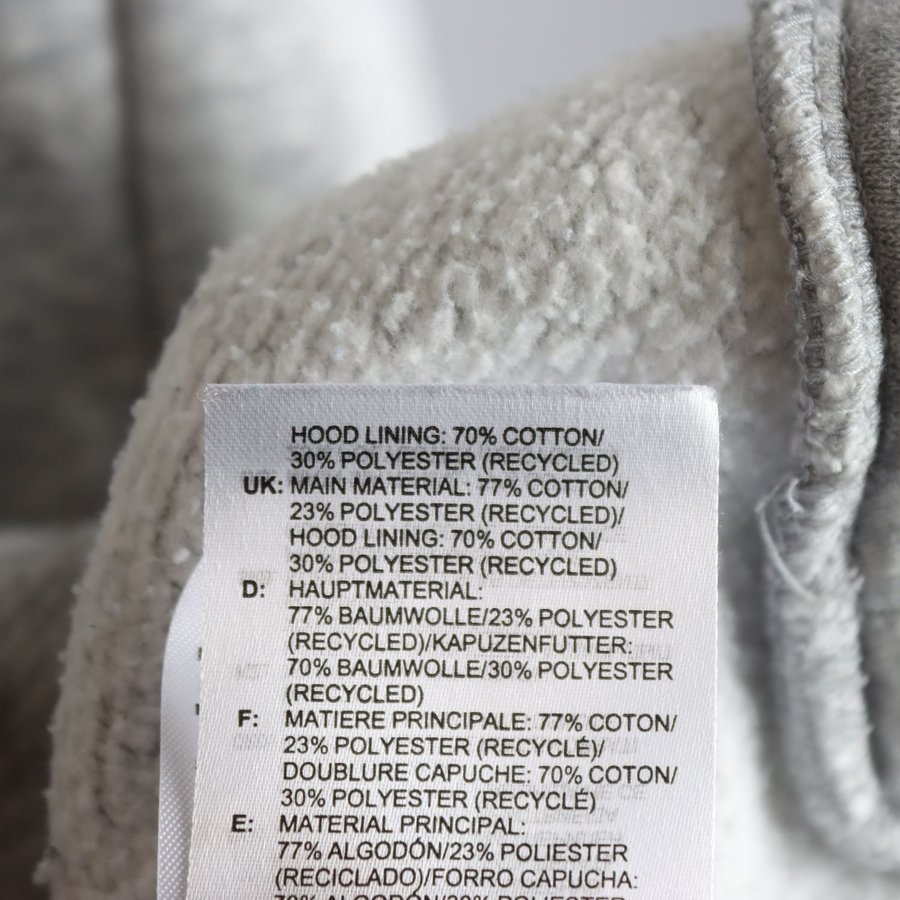 HOOD LINING: 70% COTTON/
30% POLYESTER (RECYCLED)
UK: MAIN MATERIAL: 77% COTTON/
23% POLYESTER (RECYCLED)/
HOOD LINING: 70% COTTON/
30% POLYESTER (RECYCLED)
D: HAUPTMATERIAL:
77% BAUMWOLLE/23% POLYESTER
(RECYCLED)/KAPUZENFUTTER:
70% BAUMWOLLE/30% POLYESTER
(RECYCLED)
F: MATIERE PRINCIPALE: 77% COTON/
23% POLYESTER (RECYCLÉ)/
DOUBLURE CAPUCHE: 70% COTON/
30% POLYESTER (RECYCLÉ)
E: MATERIAL PRINCIPAL:
77% ALGODÓN/23% POLIESTER
(RECICLADO)/FORRO CAPUCHA: